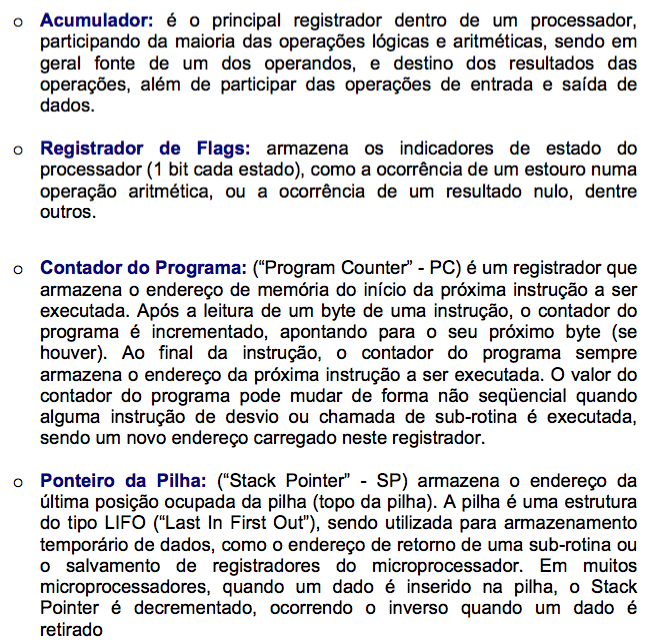 o Acumulador: é o principal registrador dentro de um processador,
participando da maioria das operações lógicas e aritméticas, sendo em
geral fonte de um dos operandos, e destino dos resultados das
operações, além de participar das operações de entrada e saída de
dados.
o Registrador de Flags: armazena os indicadores de estado do
processador (1 bit cada estado), como a ocorrência de um estouro numa
operação aritmética, ou a ocorrência de um resultado nulo, dentre
outros.
o Contador do Programa: (“Program Counter” - PC) é um registrador que
armazena o endereço de memória do início da próxima instrução a ser
executada. Após a leitura de um byte de uma instrução, o contador do
programa é incrementado, apontando para o seu próximo byte (se
houver). Ao final da instrução, o contador do programa sempre
armazena o endereço da próxima instrução a ser executada. O valor do
contador do programa pode mudar de forma não seqüencial quando
alguma instrução de desvio ou chamada de sub-rotina é executada,
sendo um novo endereço carregado neste registrador.
o Ponteiro da Pilha: (“Stack Pointer” - SP) armazena o endereço da
última posição ocupada da pilha (topo da pilha). A pilha é uma estrutura
do tipo LIFO (“Last In First Out”), sendo utilizada para armazenamento
temporário de dados, como o endereço de retorno de uma sub-rotina ou
o salvamento de registradores do microprocessador. Em muitos
microprocessadores, quando um dado é inserido na pilha, o Stack
Pointer é decrementado, ocorrendo o inverso quando um dado é
retirado